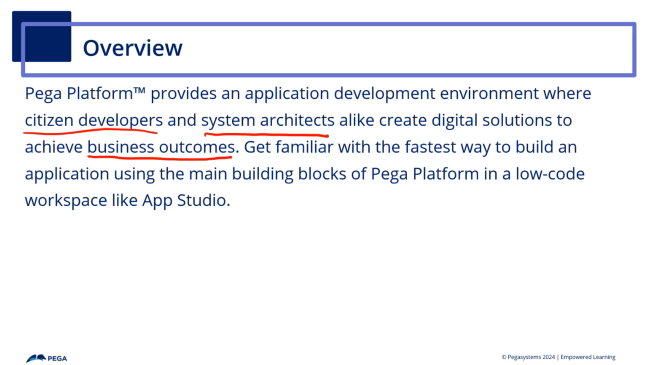 Overview
Pega Platform™ provides an application development environment where
citizen developers and system architects alike create digital solutions to
achieve business outcomes. Get familiar with the fastest way to build an
application using the main building blocks of Pega Platform in a low-code
workspace like App Studio.
PEGA
© Pegasystems 2024 | Empowered Learning